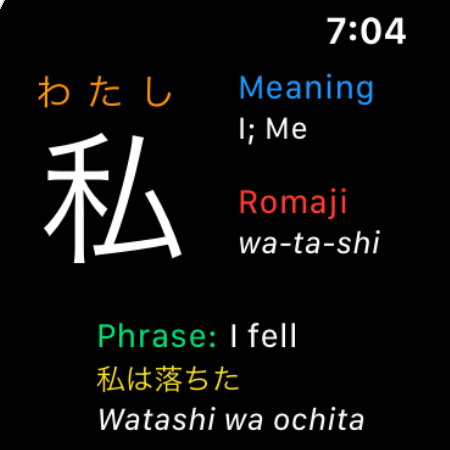 7:04
わたし
私
Meaning
I; Me
Romaji
wa-ta-shi
Phrase: I fell
私は落ちた
Watashi wa ochita